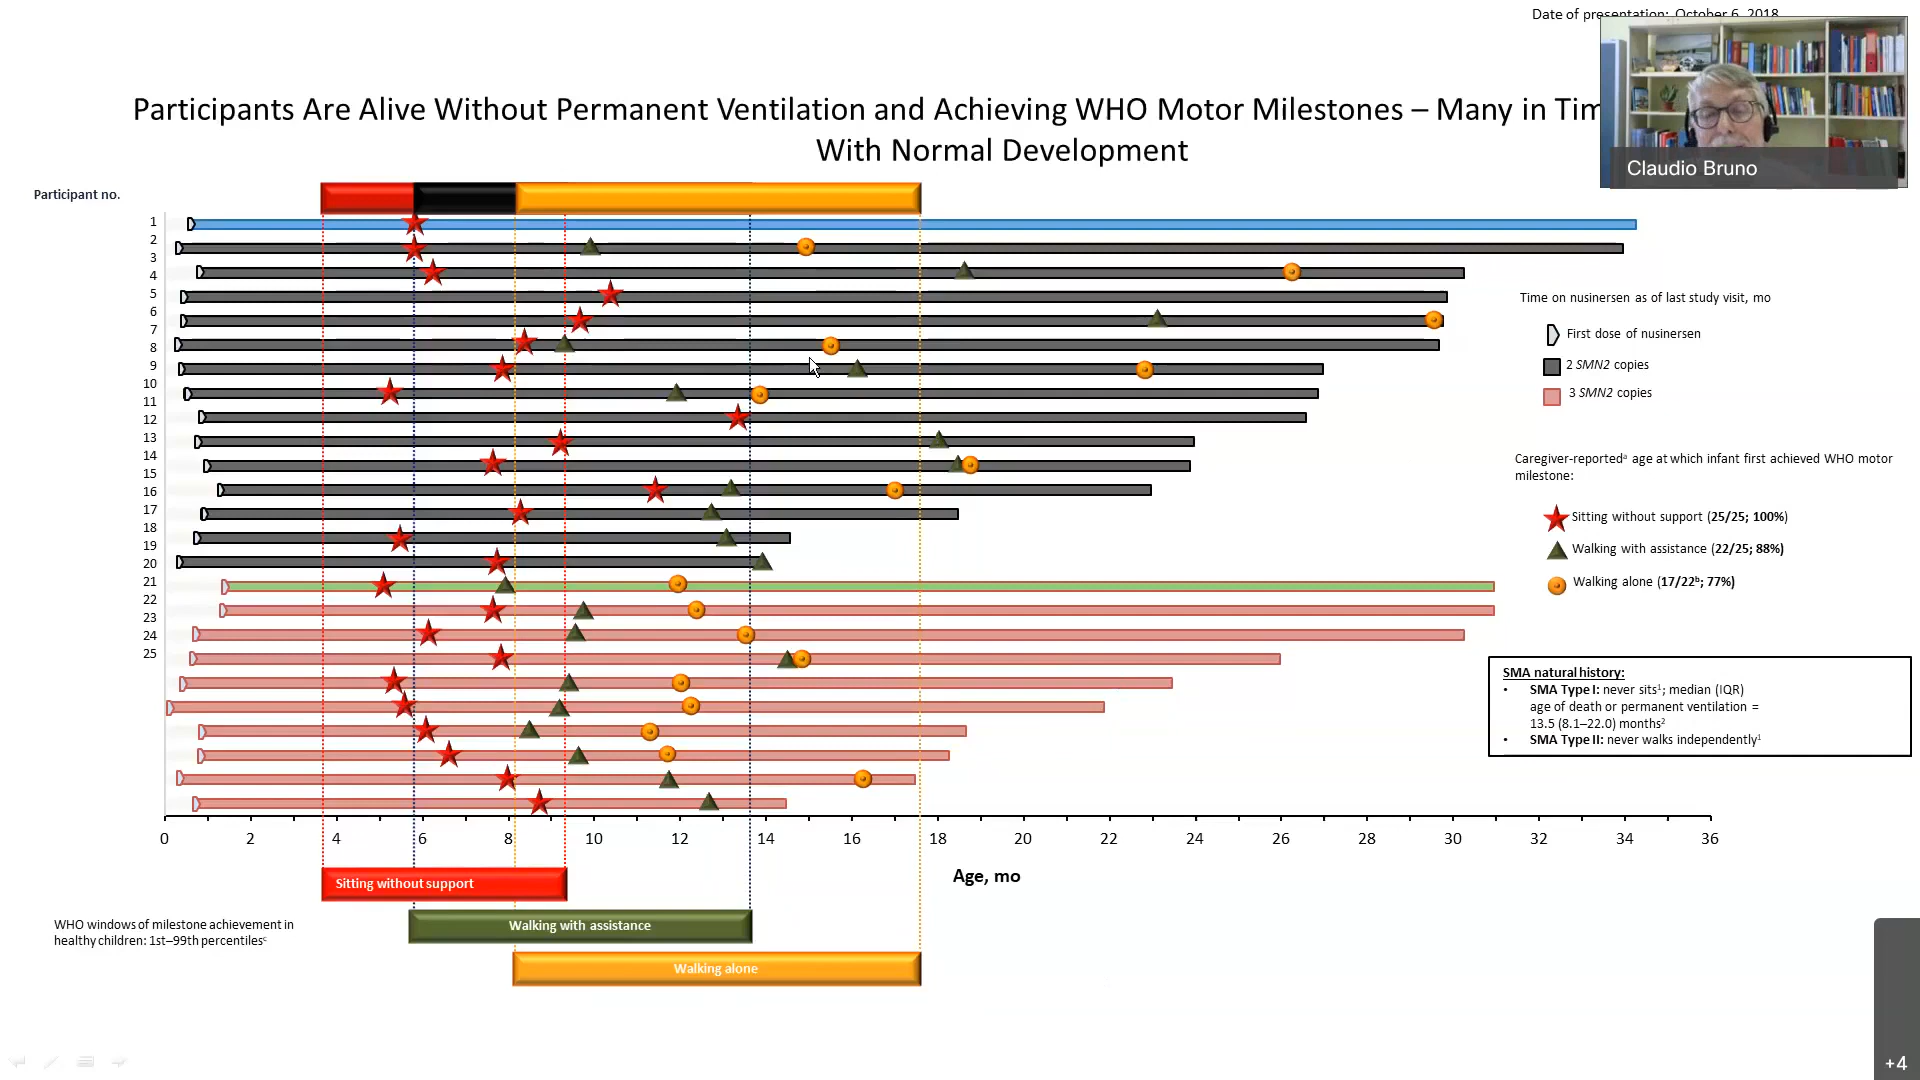 Date of presentation: October 6, 2018
Participants Are Alive Without Permanent Ventilation and Achieving WHO Motor Milestones – Many in
With Normal Development
Claudio Bruno
Participant no.
1
2
3
4
5
6
7
8
9
10
11
12
13
14
15
16
17
18
19
20
21
22
23
24
25
Time on nusinersen as of last study visit, mo
First dose of nusinersen
2 SMN2 copies
3 SMN2 copies
Caregiver-reportedᵃ age at which infant first achieved WHO motor
milestone:
Sitting without support (25/25; 100%)
Walking with assistance (22/25; 88%)
Walking alone (17/22ᵇ; 77%)
SMA natural history:
• SMA Type I: never sits¹; median (IQR)
age of death or permanent ventilation =
13.5 (8.1–22.0) months²
• SMA Type II: never walks independently¹
0 2 4 6 8 10 12 14 16 18 20 22 24 26 28 30 32 34 36
Age, mo
Sitting without support
WHO windows of milestone achievement in
healthy children: 1st–99th percentilesᶜ
Walking with assistance
Walking alone
+4